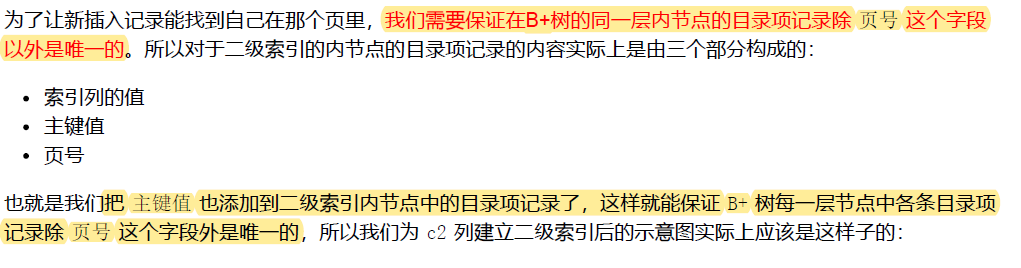 为了让新插入记录能找到自己在那个页里，我们需要保证在B+树的同一层内节点的目录项记录除 页号 这个字段
以外是唯一的。所以对于二级索引的内节点的目录项记录的内容实际上是由三个部分构成的：
• 索引列的值
• 主键值
• 页号
也就是我们把 主键值 也添加到二级索引内节点中的目录项记录了，这样就能保证 B+ 树每一层节点中各条目录项
记录除 页号 这个字段外是唯一的，所以我们为 c2 列建立二级索引后的示意图实际上应该是这样子的：